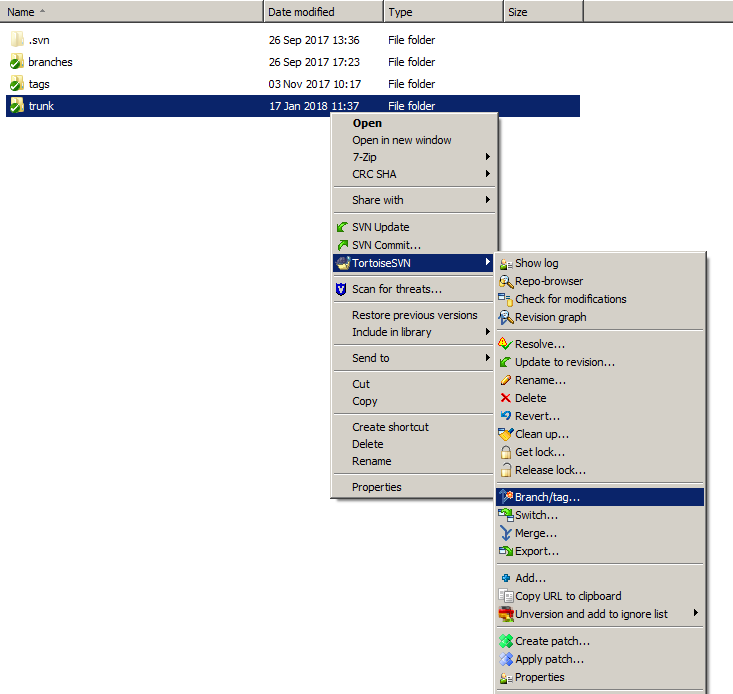 Name Date modified Type Size
.svn 26 Sep 2017 13:36 File folder
branches 26 Sep 2017 17:23 File folder
tags 03 Nov 2017 10:17 File folder
trunk 17 Jan 2018 11:37 File folder
Open
Open in new window
7-Zip
CRC SHA
Share with
SVN Update
SVN Commit...
TortoiseSVN
Scan for threats...
Restore previous versions
Include in library
Send to
Cut
Copy
Create shortcut
Delete
Rename
Properties
Show log
Repo-browser
Check for modifications
Revision graph
Resolve...
Update to revision...
Rename...
Delete
Revert...
Clean up...
Get lock...
Release lock...
Branch/tag...
Switch...
Merge...
Export...
Add...
Copy URL to clipboard
Unversion and add to ignore list
Create patch...
Apply patch...
Properties